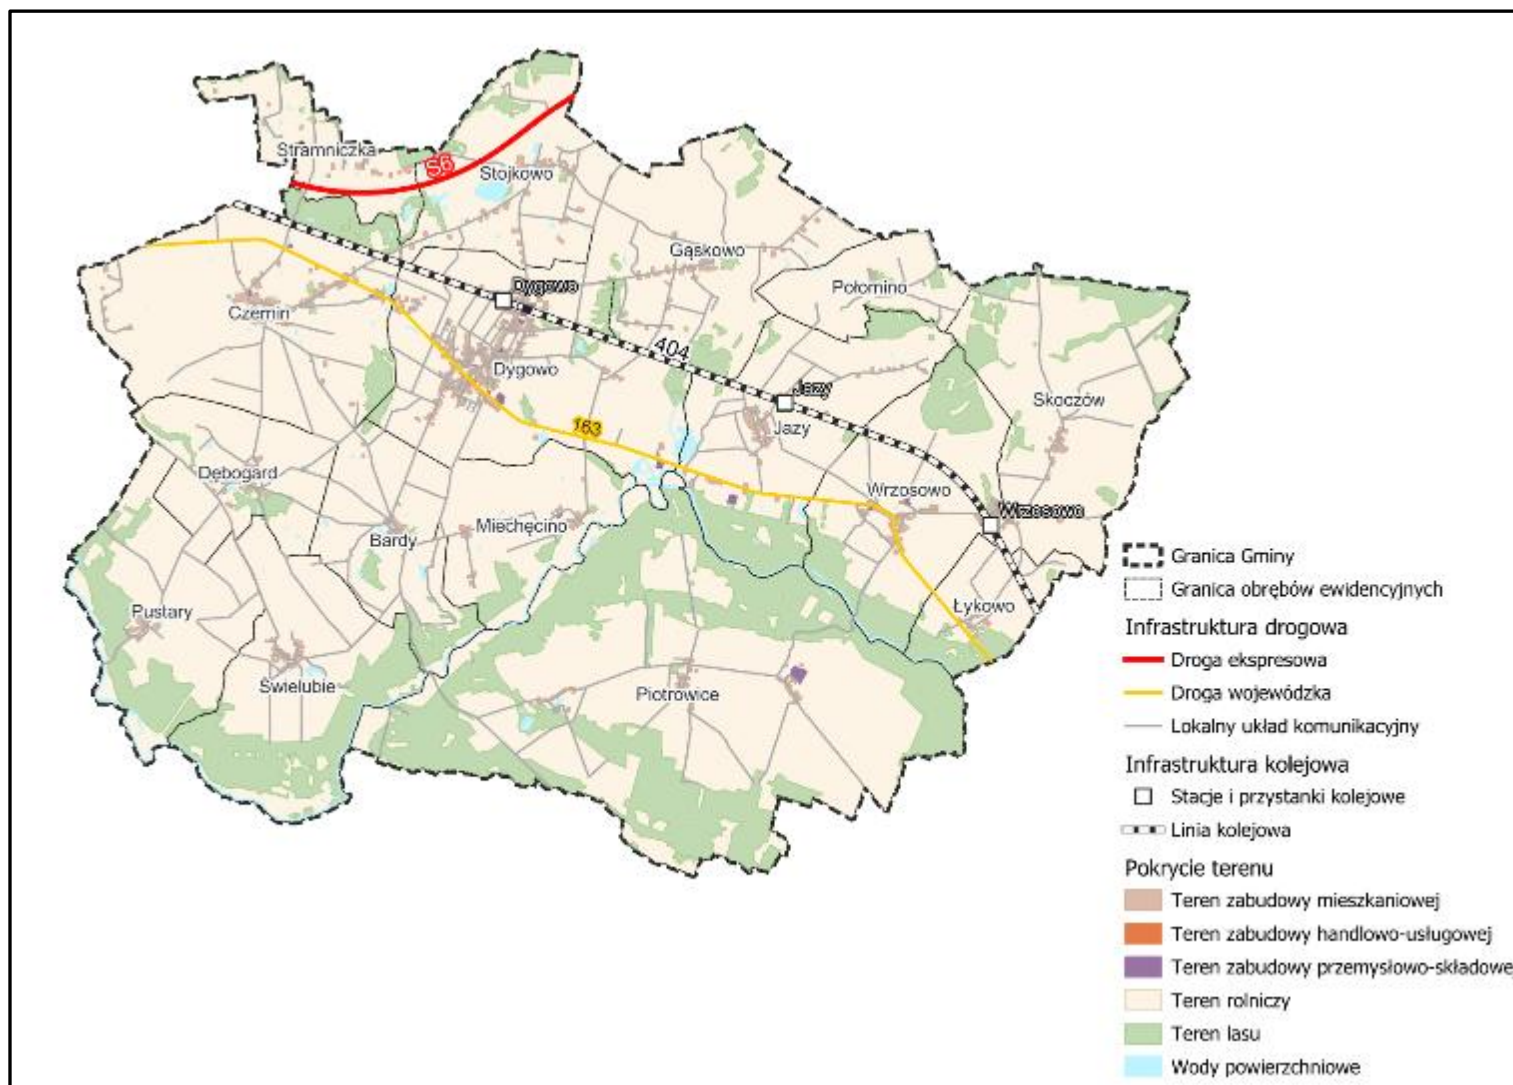 Stramniczka
S6
Stojkowo
Gąskowo
Połomino
Dygowo
Czernin
404
Dygowo
Jazy
Skoczów
163
Jazy
Dębogard
Wrzosowo
Wrzosowo
Miechęcino
Bardy
Łykowo
Pustary
Świelubie
Piotrowice
Granica Gminy
Granica obrębów ewidencyjnych
Infrastruktura drogowa
Droga ekspresowa
Droga wojewódzka
Lokalny układ komunikacyjny
Infrastruktura kolejowa
Stacje i przystanki kolejowe
Linia kolejowa
Pokrycie terenu
Teren zabudowy mieszkaniowej
Teren zabudowy handlowo-usługowej
Teren zabudowy przemysłowo-składowej
Teren rolniczy
Teren lasu
Wody powierzchniowe